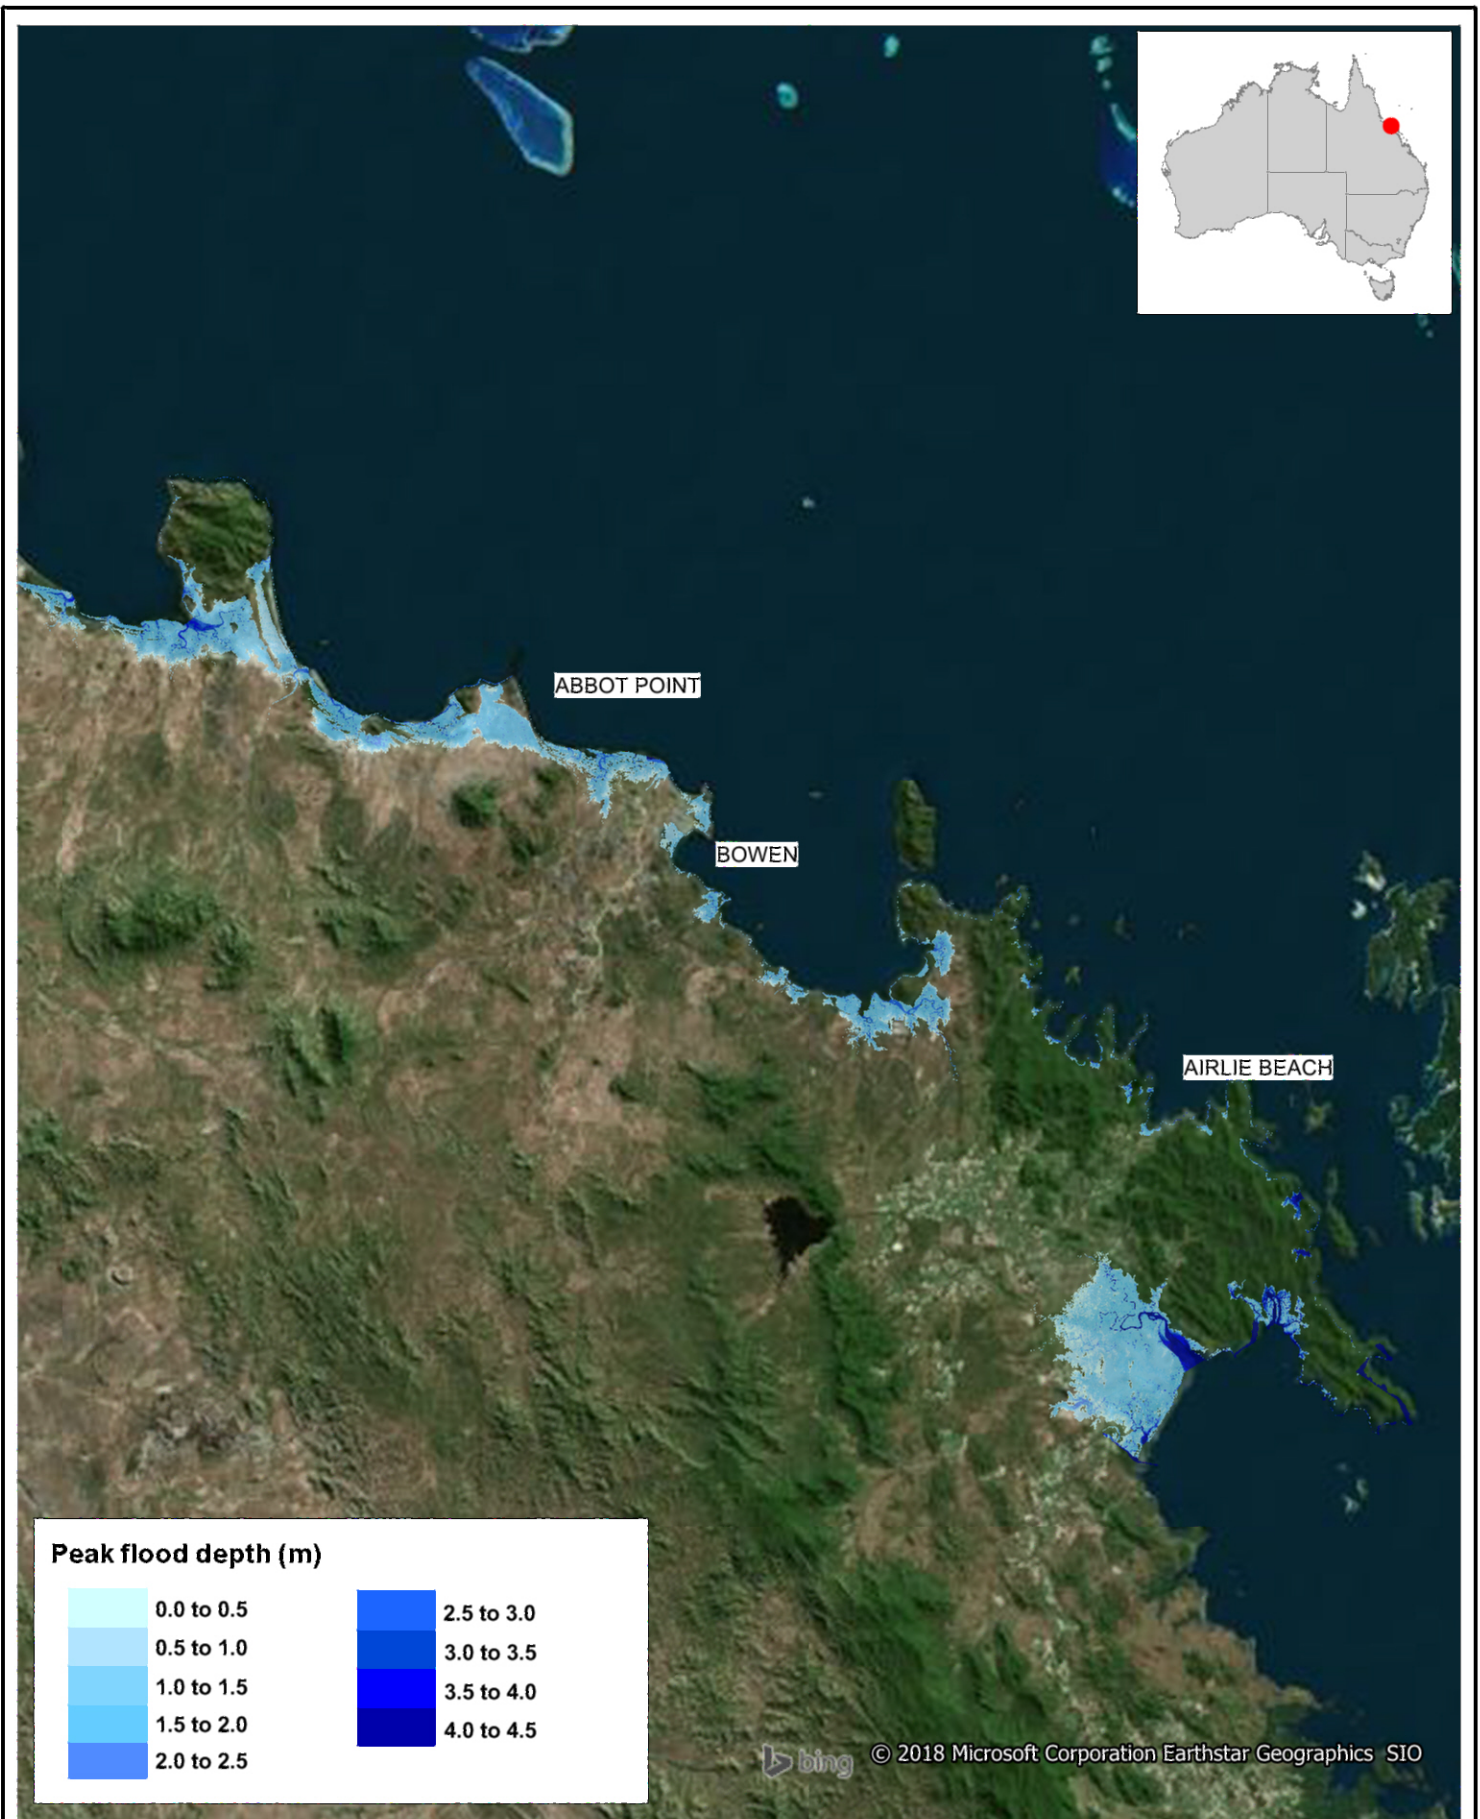 ABBOT POINT
BOWEN
AIRLIE BEACH
Peak flood depth (m)
0.0 to 0.5
0.5 to 1.0
1.0 to 1.5
1.5 to 2.0
2.0 to 2.5
2.5 to 3.0
3.0 to 3.5
3.5 to 4.0
4.0 to 4.5
bing © 2018 Microsoft Corporation Earthstar Geographics SIO